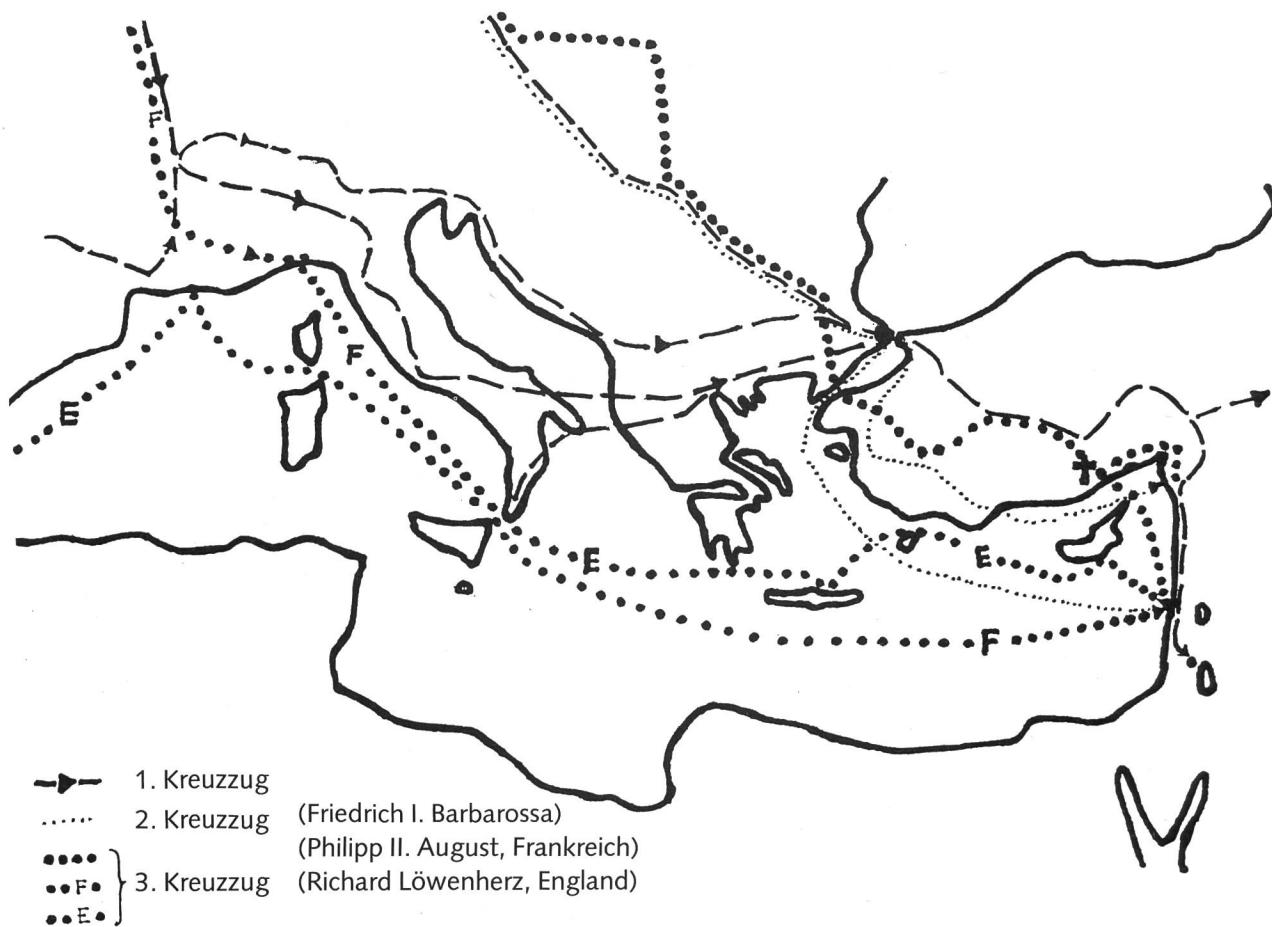 F
E
F
E
E
F
1. Kreuzzug
2. Kreuzzug (Friedrich I. Barbarossa)
(Philipp II. August, Frankreich)
F 3. Kreuzzug (Richard Löwenherz, England)
E